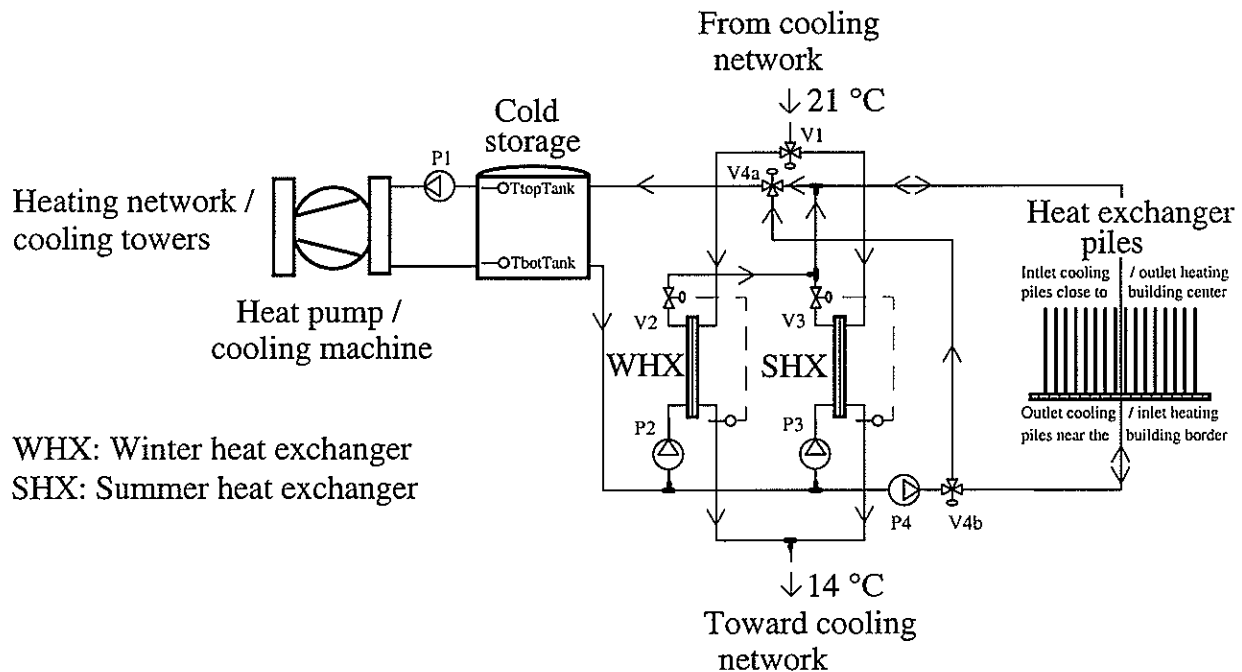 From cooling
network
21 °C
Cold
storage
V1
P1
V4a
TtopTank
Heating network /
cooling towers
Heat exchanger
piles
TbotTank
Inlet cooling / outlet heating
piles close to building center
Heat pump /
cooling machine
V2
V3
WHX
SHX
Outlet cooling / inlet heating
piles near the building border
P2
P3
WHX: Winter heat exchanger
SHX: Summer heat exchanger
P4
V4b
14 °C
Toward cooling
network